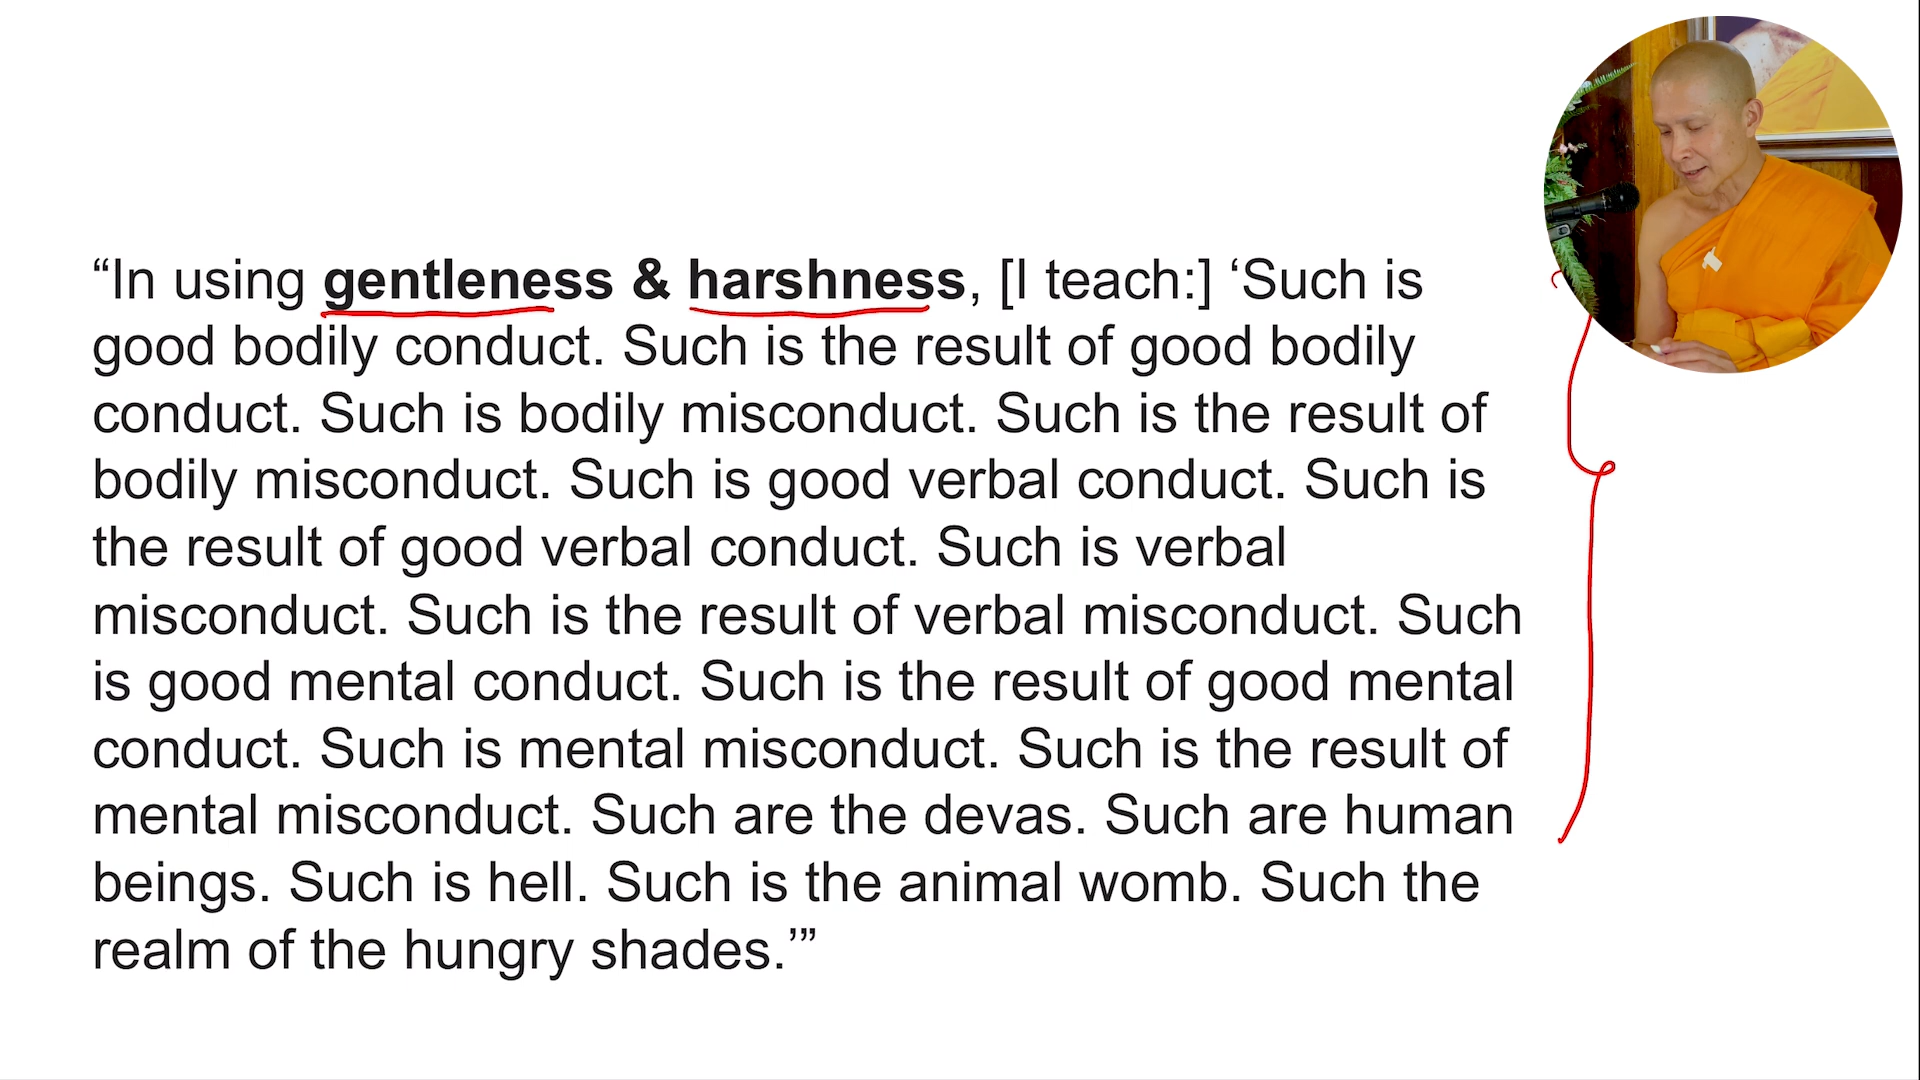 “In using gentleness & harshness, [I teach:] ‘Such is
good bodily conduct. Such is the result of good bodily
conduct. Such is bodily misconduct. Such is the result of
bodily misconduct. Such is good verbal conduct. Such is
the result of good verbal conduct. Such is verbal
misconduct. Such is the result of verbal misconduct. Such
is good mental conduct. Such is the result of good mental
conduct. Such is mental misconduct. Such is the result of
mental misconduct. Such are the devas. Such are human
beings. Such is hell. Such is the animal womb. Such the
realm of the hungry shades.’”